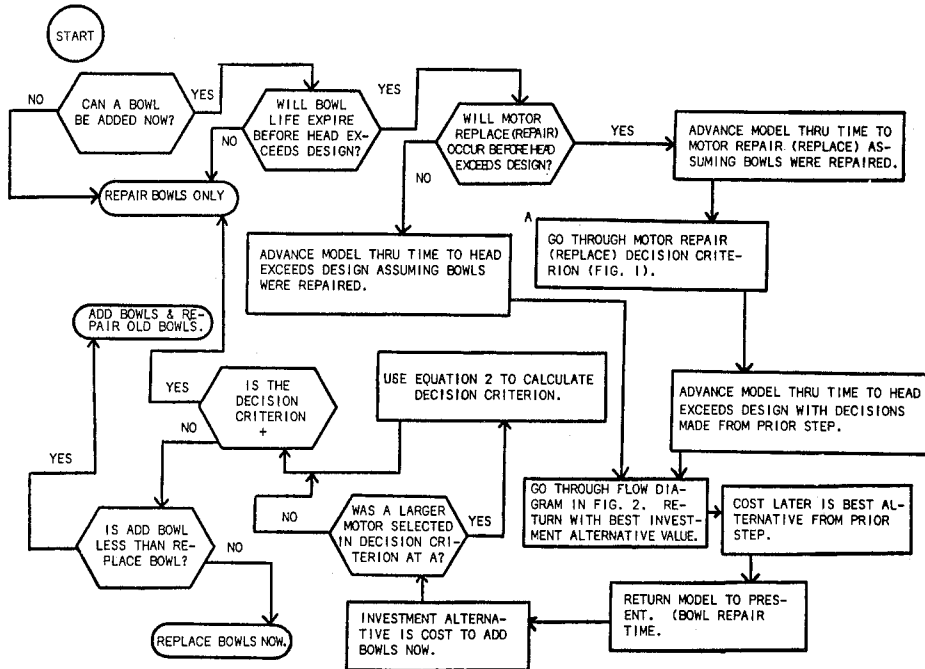 START
CAN A BOWL
BE ADDED NOW?
NO
YES
WILL BOWL
LIFE EXPIRE
BEFORE HEAD EX-
CEEDS DESIGN?
NO
YES
WILL MOTOR
REPLACE(REPAIR)
OCCUR BEFORE HEAD
EXCEEDS DESIGN?
NO
YES
ADVANCE MODEL THRU TIME TO
MOTOR REPAIR (REPLACE) AS-
SUMING BOWLS WERE REPAIRED.
REPAIR BOWLS ONLY
A
GO THROUGH MOTOR REPAIR
(REPLACE) DECISION CRITE-
RION (FIG. 1).
ADVANCE MODEL THRU TIME TO HEAD
EXCEEDS DESIGN ASSUMING BOWLS
WERE REPAIRED.
ADD BOWLS & RE-
PAIR OLD BOWLS.
YES
IS THE
DECISION
CRITERION
+
NO
USE EQUATION 2 TO CALCULATE
DECISION CRITERION.
ADVANCE MODEL THRU TIME TO HEAD
EXCEEDS DESIGN WITH DECISIONS
MADE FROM PRIOR STEP.
YES
IS ADD BOWL
LESS THAN RE-
PLACE BOWL?
NO
NO
WAS A LARGER
MOTOR SELECTED
IN DECISION CRI-
TERION AT A?
YES
GO THROUGH FLOW DIA-
GRAM IN FIG. 2. RE-
TURN WITH BEST INVEST-
MENT ALTERNATIVE VALUE.
COST LATER IS BEST AL-
TERNATIVE FROM PRIOR
STEP.
REPLACE BOWLS NOW.
INVESTMENT ALTERNA-
TIVE IS COST TO ADD
BOWLS NOW.
RETURN MODEL TO PRES-
ENT. (BOWL REPAIR
TIME.